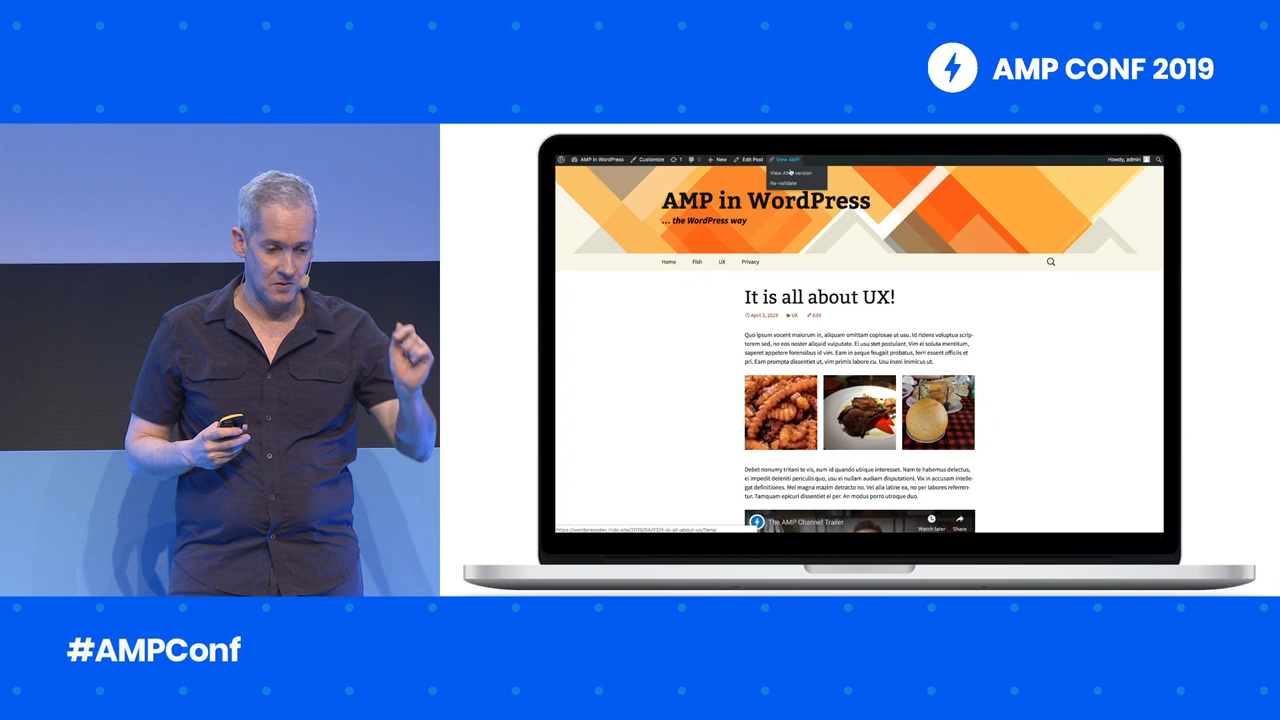 AMP CONF 2019
AMP in WordPress Customize 1 0 New Edit Post View AMP Howdy, admin
View AMP version
Re-validate
AMP in WordPress
... the WordPress way
Home Fish UX Privacy
It is all about UX!
April 3, 2019 UX Edit
Quo ipsum vocent maiorum in, aliquam omittam copiosae ut usu. Id ridens voluptua scrip-
torem sed, no eos noster aliquid vulputate. Ei usu stet postulant. Vim ei soluta mentitum,
saperet appetere forensibus id vim. Eam in aeque feugait probatus, ferri essent officiis et
pri. Eam prompta dissentiet ut, vim primis labore cu. Usu inani inimicus ut.
Debet nonumy tritani te vis, eum id quando ubique interesset. Nam te habemus delectus,
ei impedit deleniti periculis quo, usu ei nullam audiam disputationi. Vix in accusam intelle-
gat definitiones. Mel magna mazim detracto no. Vel alia latine ea, no per labores referren-
tur. Tamquam epicuri dissentiet ei per. An modus porro utroque duo.
The AMP Channel Trailer
Watch later Share
#AMPConf